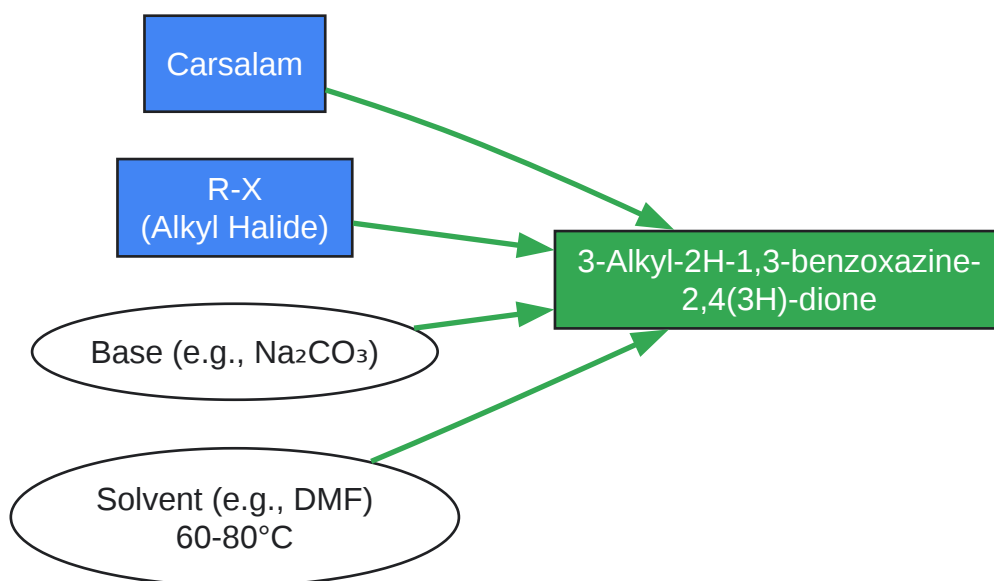 Carsalam
R-X
(Alkyl Halide)
3-Alkyl-2H-1,3-benzoxazine-
2,4(3H)-dione
Base (e.g., Na₂CO₃)
Solvent (e.g., DMF)
60-80°C